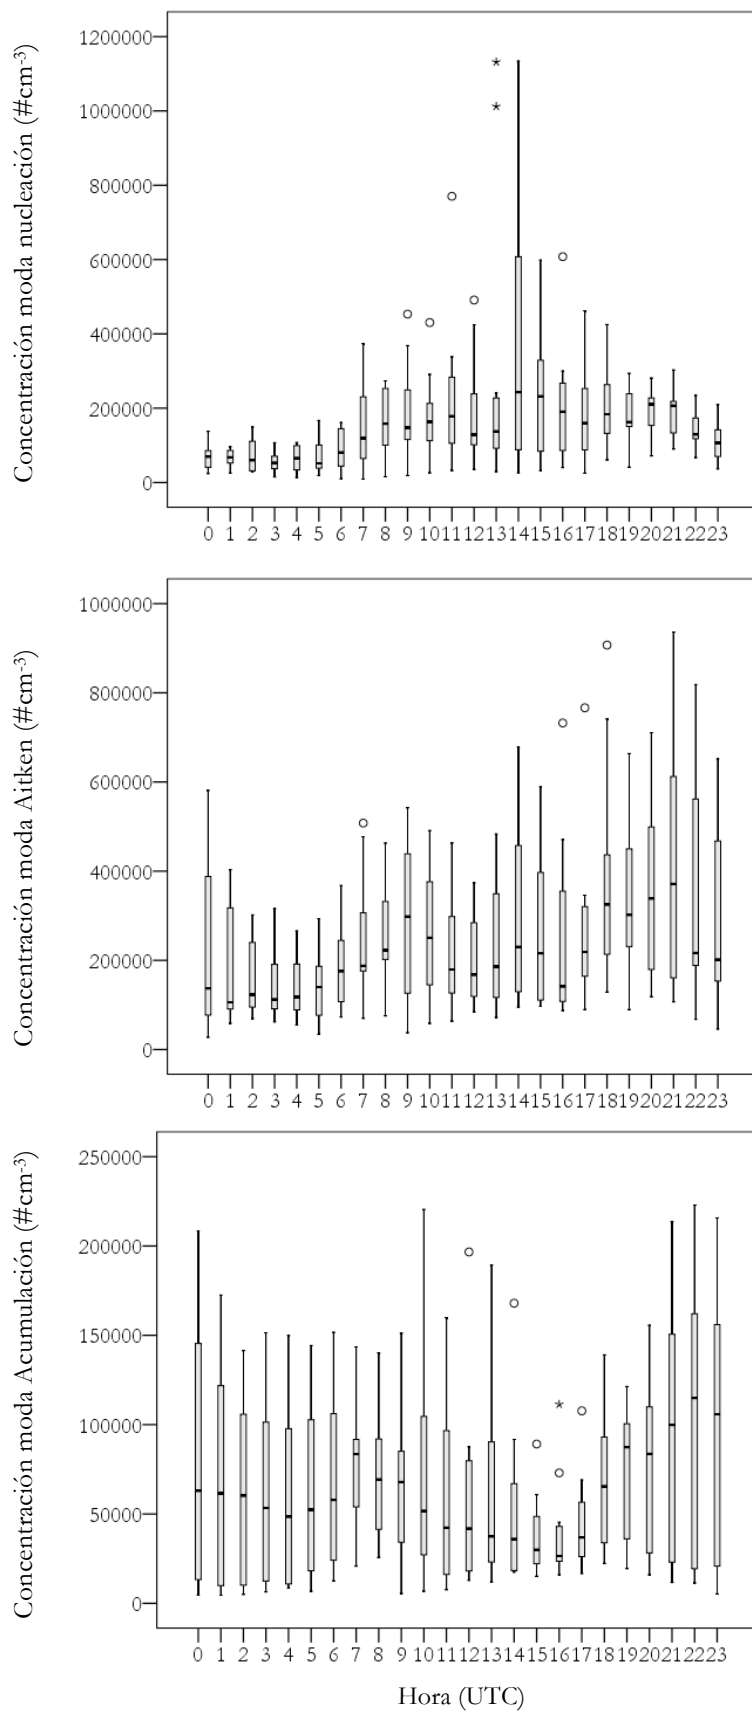 Concentración moda nucleación (#cm-3)
1200000
1000000
800000
600000
400000
200000
0
0 1 2 3 4 5 6 7 8 9 10 11 12 13 14 15 16 17 18 19 20 21 22 23
Concentración moda Aitken (#cm-3)
1000000
800000
600000
400000
200000
0
0 1 2 3 4 5 6 7 8 9 10 11 12 13 14 15 16 17 18 19 20 21 22 23
Concentración moda Acumulación (#cm-3)
250000
200000
150000
100000
50000
0
0 1 2 3 4 5 6 7 8 9 10 11 12 13 14 15 16 17 18 19 20 21 22 23
Hora (UTC)